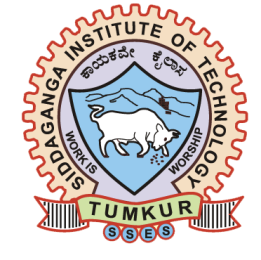 SIDDAGANGA INSTITUTE OF TECHNOLOGY
ಕಾಯಕವೇ ಕೈಲಾಸ
WORK IS WORSHIP
TUMKUR
SSES